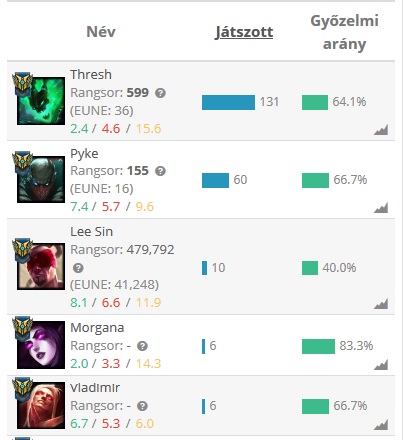 Név
Játszott
Győzelmi
arány
Thresh
Rangsor: 599 ?
(EUNE: 36)
2.4 / 4.6 / 15.6
131
64.1%
Pyke
Rangsor: 155 ?
(EUNE: 16)
7.4 / 5.7 / 9.6
60
66.7%
Lee Sin
Rangsor: 479,792
?
(EUNE: 41,248)
8.1 / 6.6 / 11.9
10
40.0%
Morgana
Rangsor: - ?
2.0 / 3.3 / 14.3
6
83.3%
Vladimir
Rangsor: - ?
6.7 / 5.3 / 6.0
6
66.7%